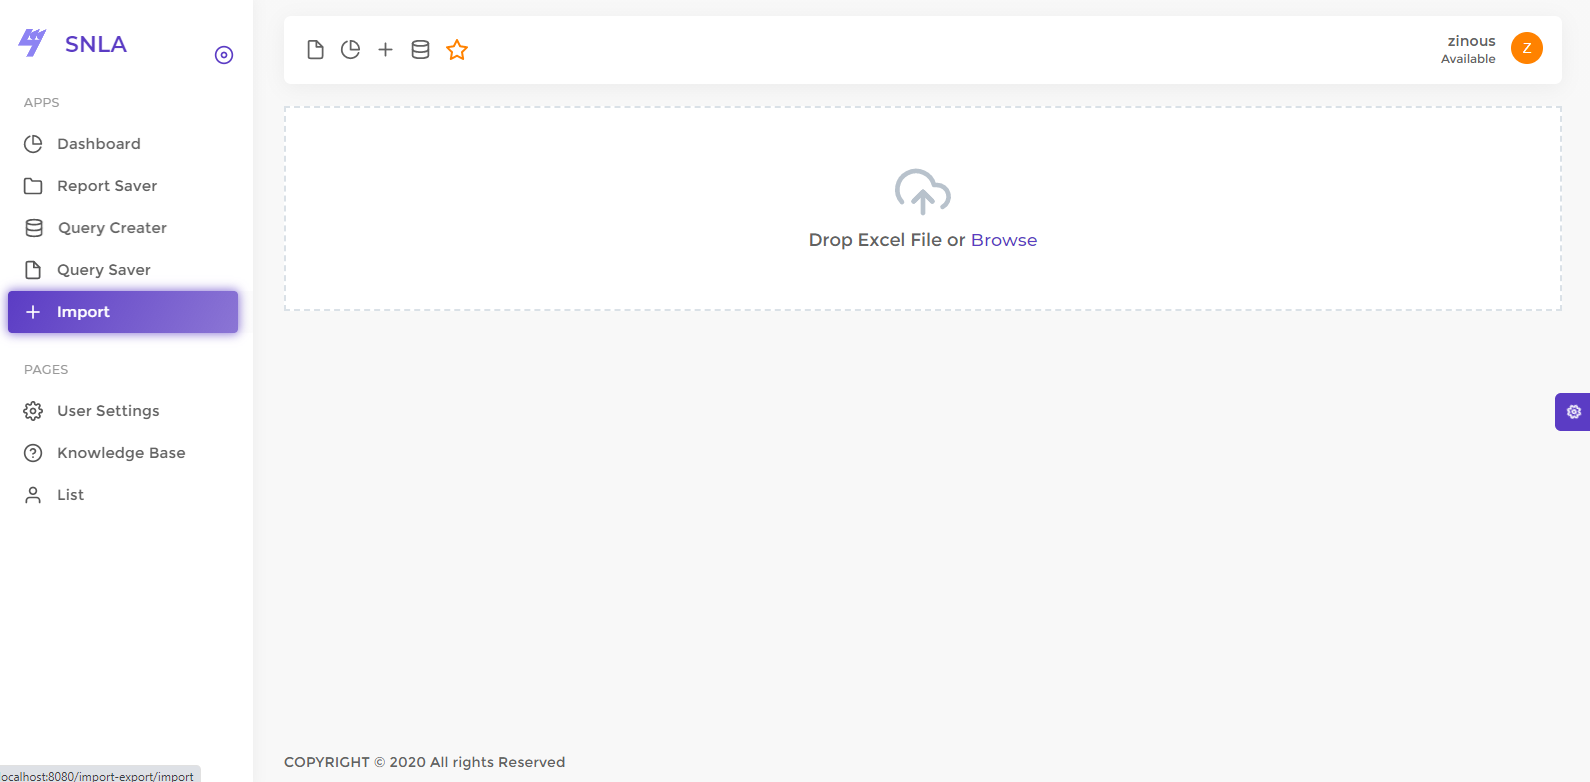 SNLA
APPS
Dashboard
Report Saver
Query Creater
Query Saver
Import
PAGES
User Settings
Knowledge Base
List
zinous
Available
Z
Drop Excel File or Browse
COPYRIGHT © 2020 All rights Reserved
ocalhost:8080/import-export/import